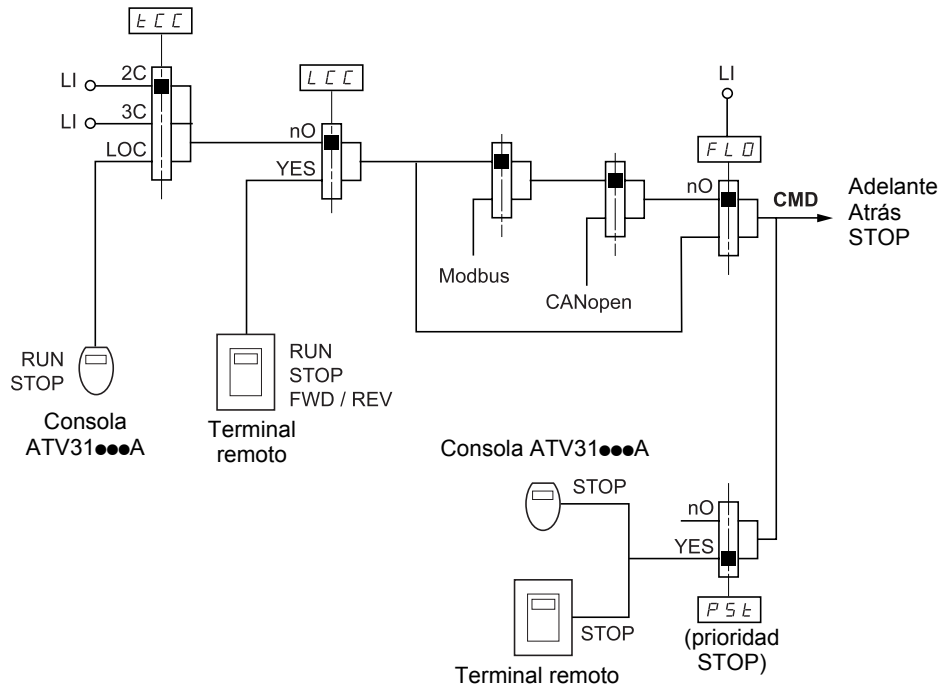 tCC
LI
2C
LI
3C
LOC
LCC
nO
YES
LI
FLO
nO
CMD
Adelante
Atrás
STOP
Modbus
CANopen
RUN
STOP
Consola
ATV31●●●A
RUN
STOP
FWD / REV
Terminal
remoto
Consola ATV31●●●A
STOP
nO
YES
PSt
(prioridad
STOP)
STOP
Terminal remoto